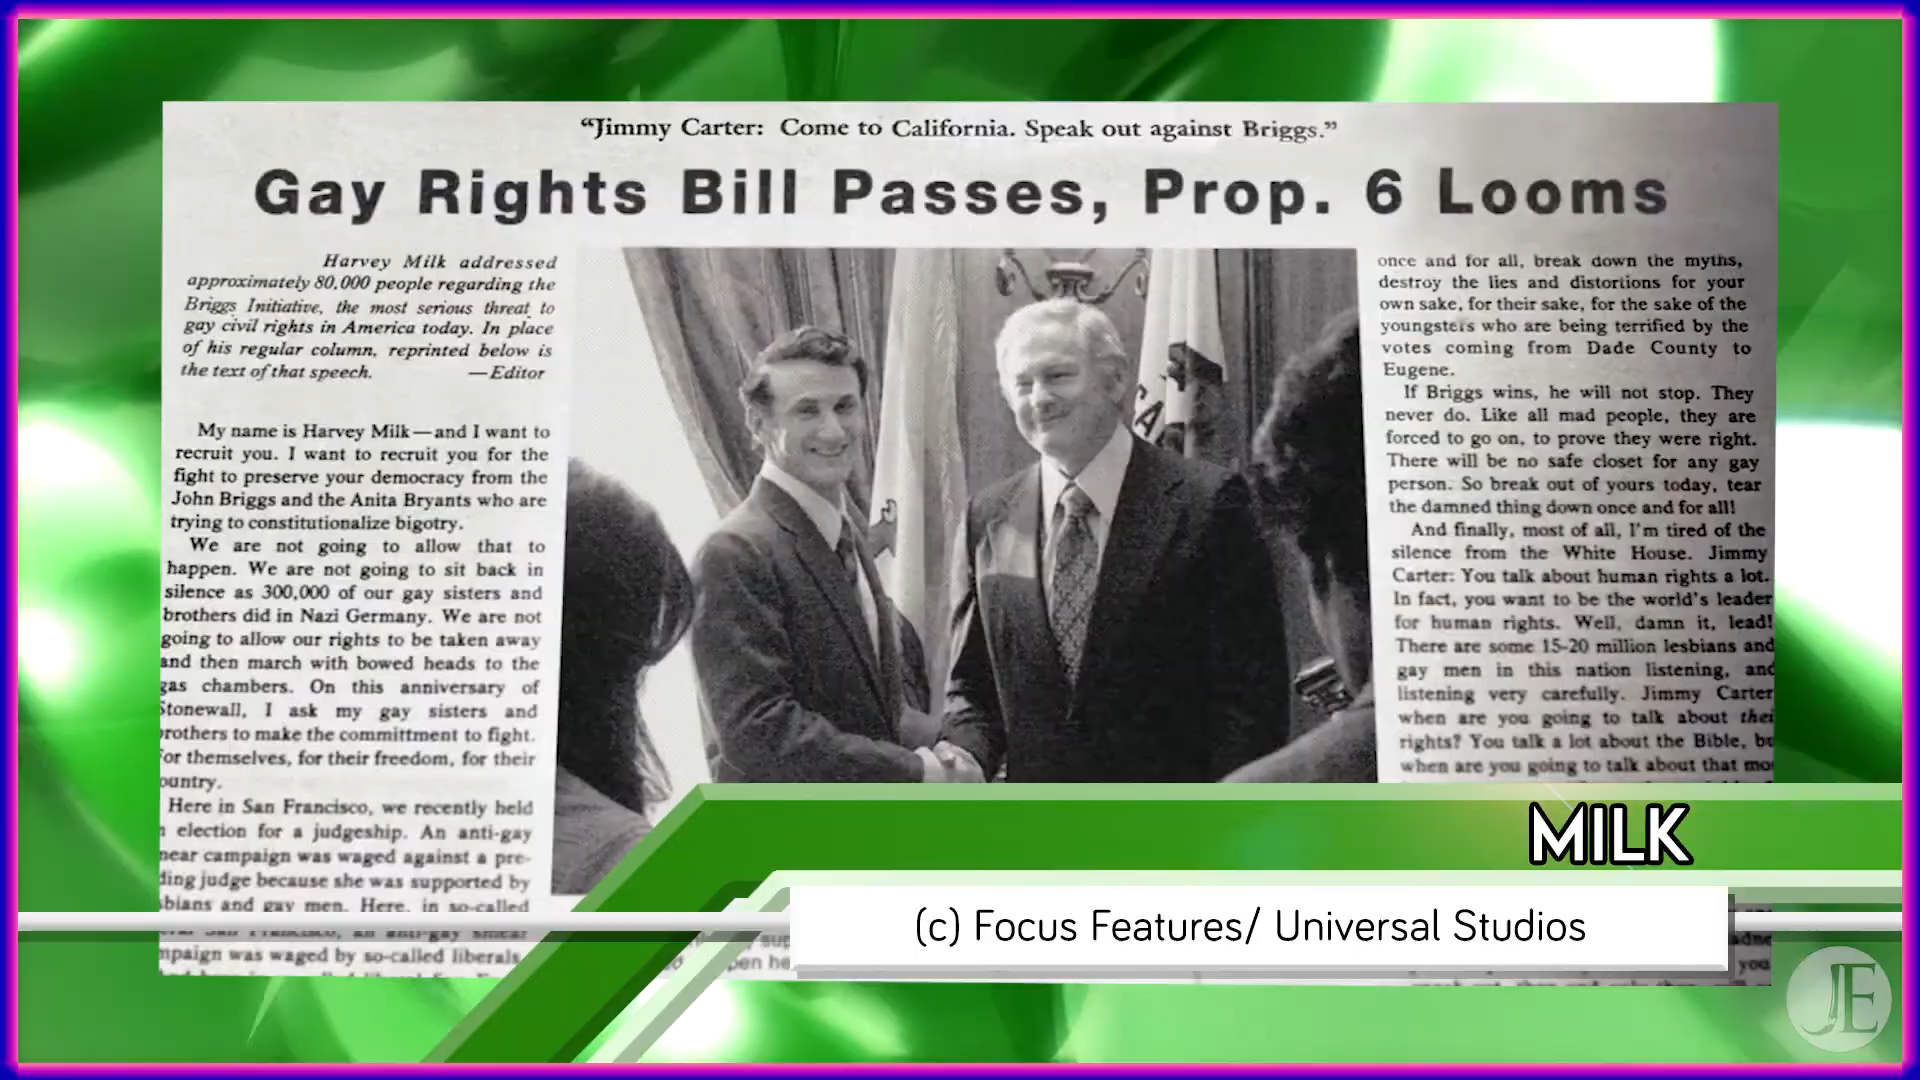 “Jimmy Carter: Come to California. Speak out against Briggs.”
Gay Rights Bill Passes, Prop. 6 Looms
Harvey Milk addressed
approximately 80,000 people regarding the
Briggs Initiative, the most serious threat to
gay civil rights in America today. In place
of his regular column, reprinted below is
the text of that speech. —Editor
My name is Harvey Milk—and I want to
recruit you. I want to recruit you for the
fight to preserve your democracy from the
John Briggs and the Anita Bryants who are
trying to constitutionalize bigotry.
We are not going to allow that to
happen. We are not going to sit back in
silence as 300,000 of our gay sisters and
brothers did in Nazi Germany. We are not
going to allow our rights to be taken away
and then march with bowed heads to the
gas chambers. On this anniversary of
Stonewall, I ask my gay sisters and
rothers to make the committment to fight.
or themselves, for their freedom, for their
ountry.
Here in San Francisco, we recently held
election for a judgeship. An anti-gay
mear campaign was waged against a pre-
ding judge because she was supported by
sbians and gay men. Here, in so-called
San Francisco, an anti-gay smear
mpaign was waged by so-called liberals.
once and for all, break down the myths,
destroy the lies and distortions for your
own sake, for their sake, for the sake of the
youngsters who are being terrified by the
votes coming from Dade County to
Eugene.
If Briggs wins, he will not stop. They
never do. Like all mad people, they are
forced to go on, to prove they were right.
There will be no safe closet for any gay
person. So break out of yours today, tear
the damned thing down once and for all!
And finally, most of all, I'm tired of the
silence from the White House. Jimmy
Carter: You talk about human rights a lot.
In fact, you want to be the world's leader
for human rights. Well, damn it, lead!
There are some 15-20 million lesbians and
gay men in this nation listening, and
listening very carefully. Jimmy Carter
when are you going to talk about thei
rights? You talk a lot about the Bible, bu
when are you going to talk about that mo
you
MILK
(c) Focus Features/ Universal Studios
JE